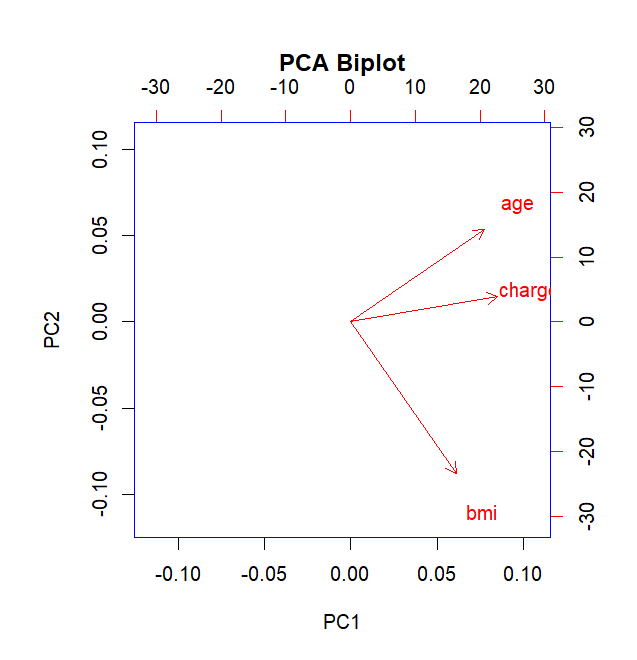 PCA Biplot
-30 -20 -10 0 10 20 30
0.10 0.05 0.00 -0.05 -0.10
PC2
age
charge
bmi
30 20 10 0 -10 -20 -30
-0.10 -0.05 0.00 0.05 0.10
PC1